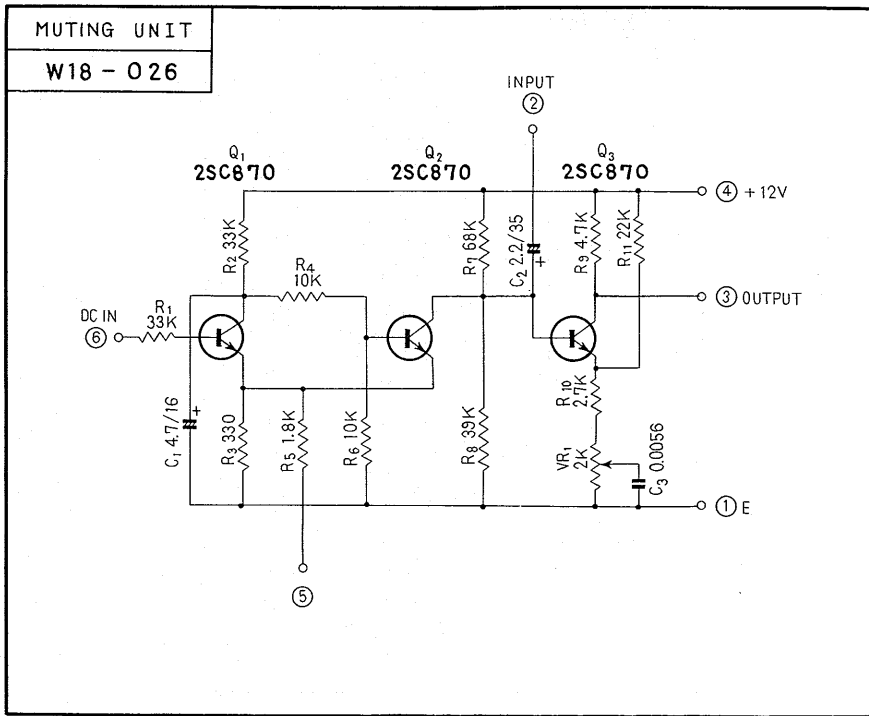 MUTING UNIT
W18-026
INPUT
②
Q₁
2SC870
Q₂
2SC870
Q₃
2SC870
④ +12V
R₂ 33K
R₇ 68K
C₂ 2.2/35
+
R₉ 4.7K
R₁₁ 22K
R₄
10K
③ OUTPUT
DC IN
⑥
R₁
33K
C₁ 4.7/16
+
R₃ 330
R₅ 1.8K
R₆ 10K
R₈ 39K
R₁₀
2.7K
VR₁
2K
C₃ 0.0056
① E
⑤